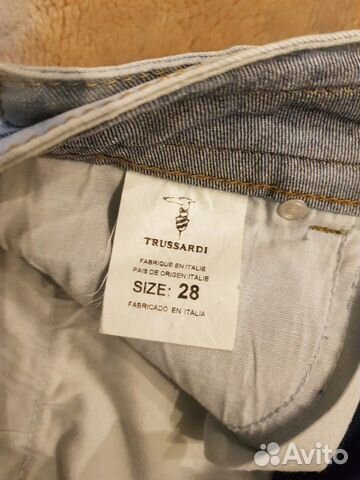 TRUSSARDI
FABRIQUE EN ITALIE
PAIS DE ORIGEN:ITALIE
SIZE: 28
FABRICADO EN ITALIA
Avito